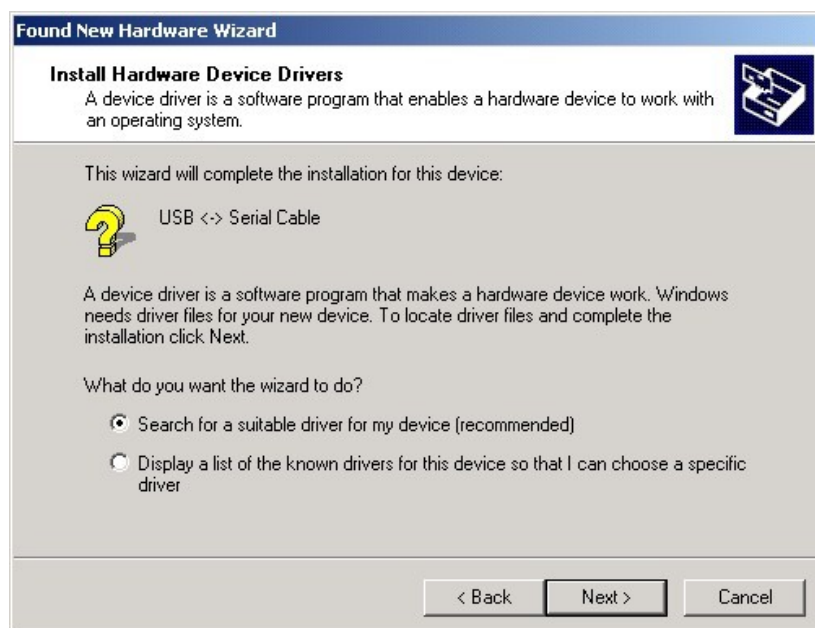 Found New Hardware Wizard
Install Hardware Device Drivers
A device driver is a software program that enables a hardware device to work with
an operating system.
This wizard will complete the installation for this device:
USB <-> Serial Cable
A device driver is a software program that makes a hardware device work. Windows
needs driver files for your new device. To locate driver files and complete the
installation click Next.
What do you want the wizard to do?
Search for a suitable driver for my device (recommended)
Display a list of the known drivers for this device so that I can choose a specific
driver
< Back Next > Cancel